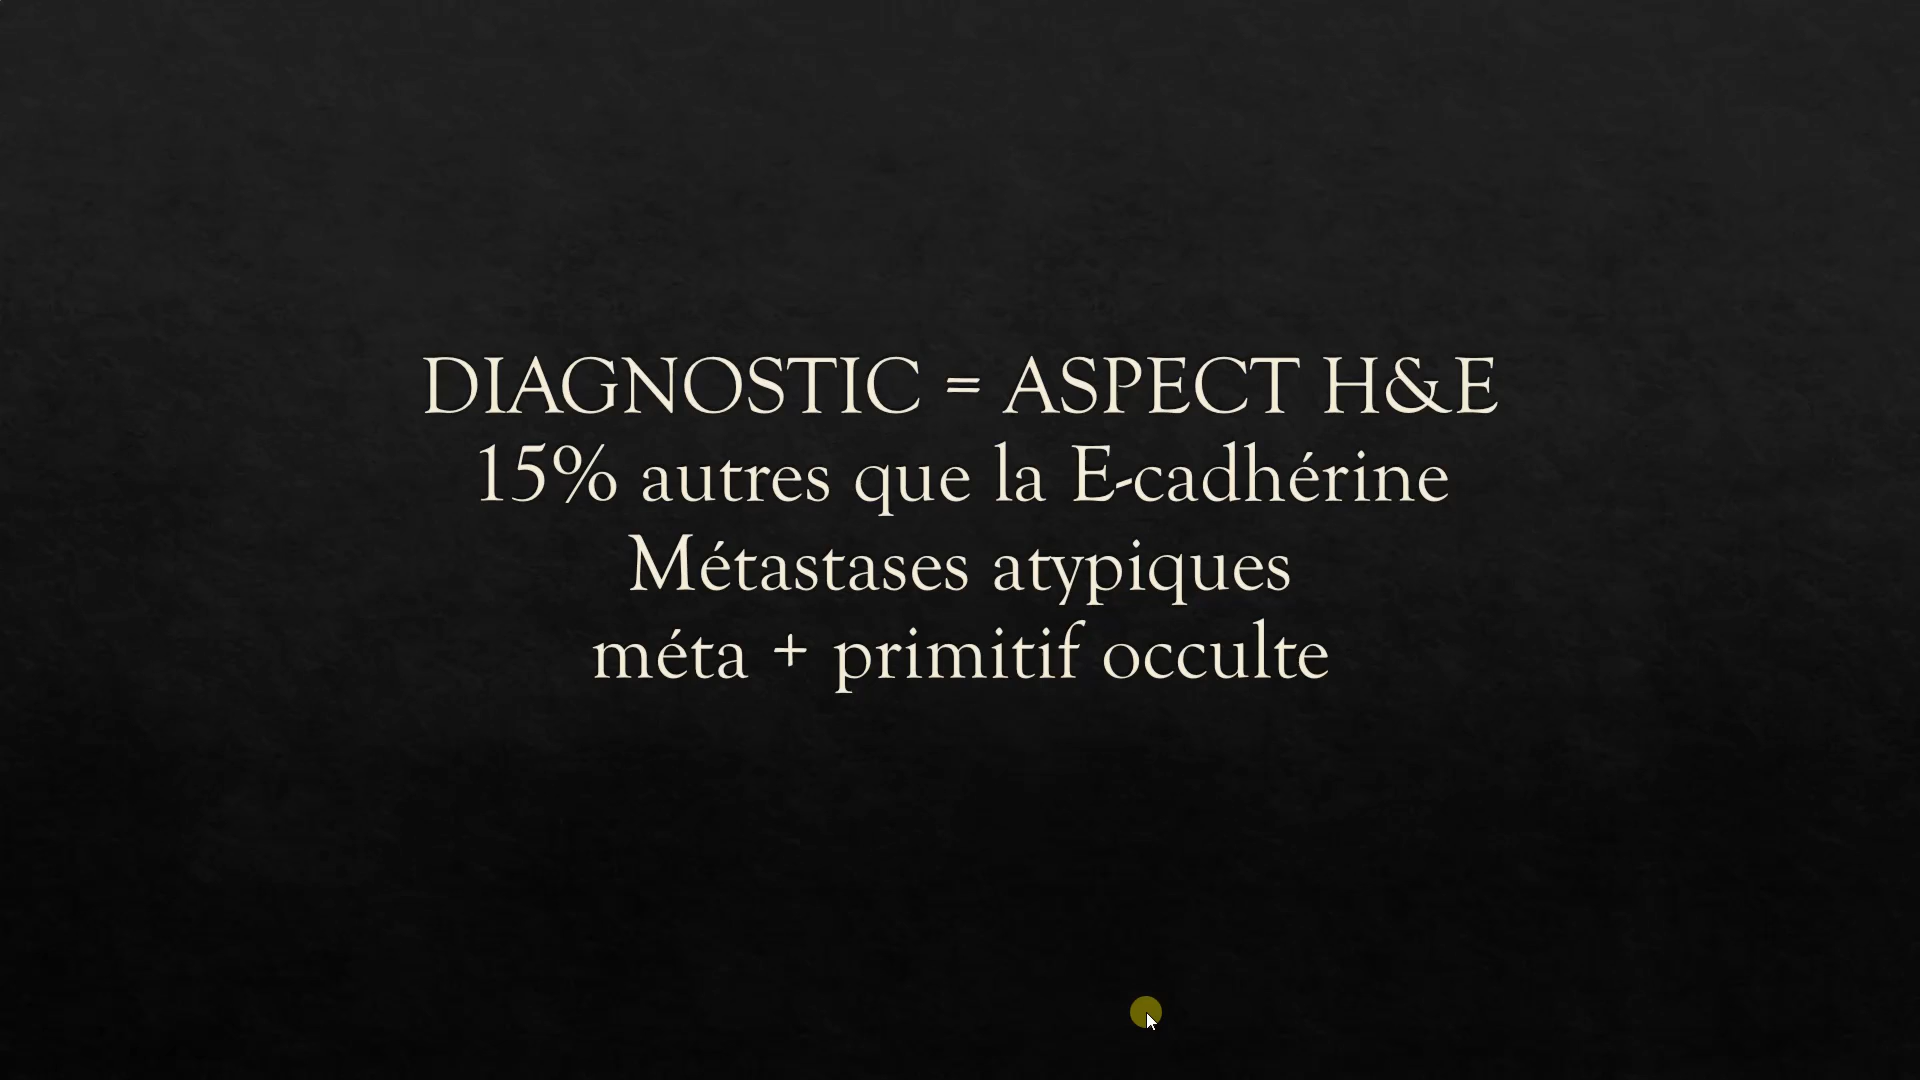 DIAGNOSTIC = ASPECT H&E
15% autres que la E-cadhérine
Métastases atypiques
méta + primitif occulte